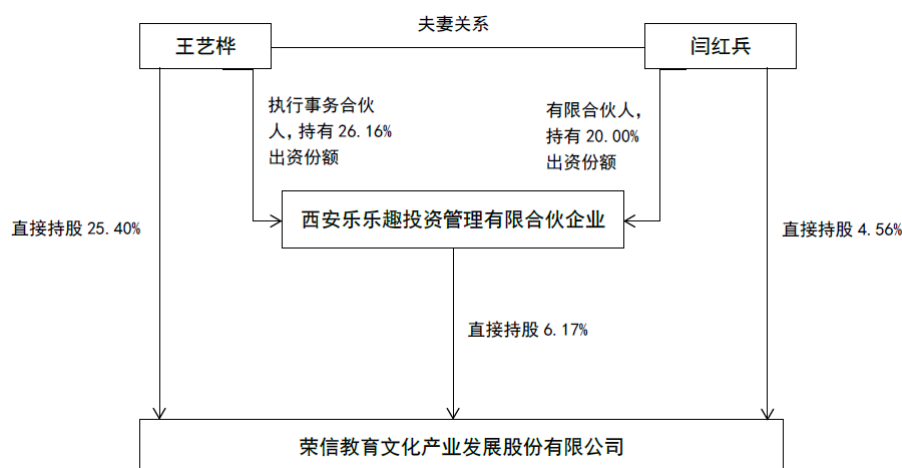 夫妻关系
王艺桦
闫红兵
执行事务合伙
人，持有 26.16%
出资份额
有限合伙人，
持有 20.00%
出资份额
西安乐乐趣投资管理有限合伙企业
直接持股 25.40%
直接持股 4.56%
直接持股 6.17%
荣信教育文化产业发展股份有限公司